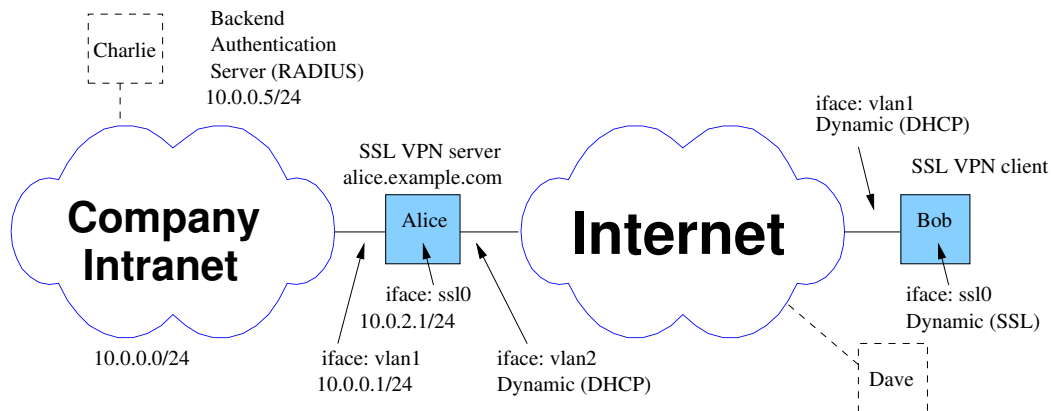 Charlie
Backend
Authentication
Server (RADIUS)
10.0.0.5/24
iface: vlan1
Dynamic (DHCP)
SSL VPN server
alice.example.com
SSL VPN client
Company
Intranet
Alice
Internet
Bob
iface: ssl0
10.0.2.1/24
iface: ssl0
Dynamic (SSL)
10.0.0.0/24
iface: vlan1
10.0.0.1/24
iface: vlan2
Dynamic (DHCP)
Dave